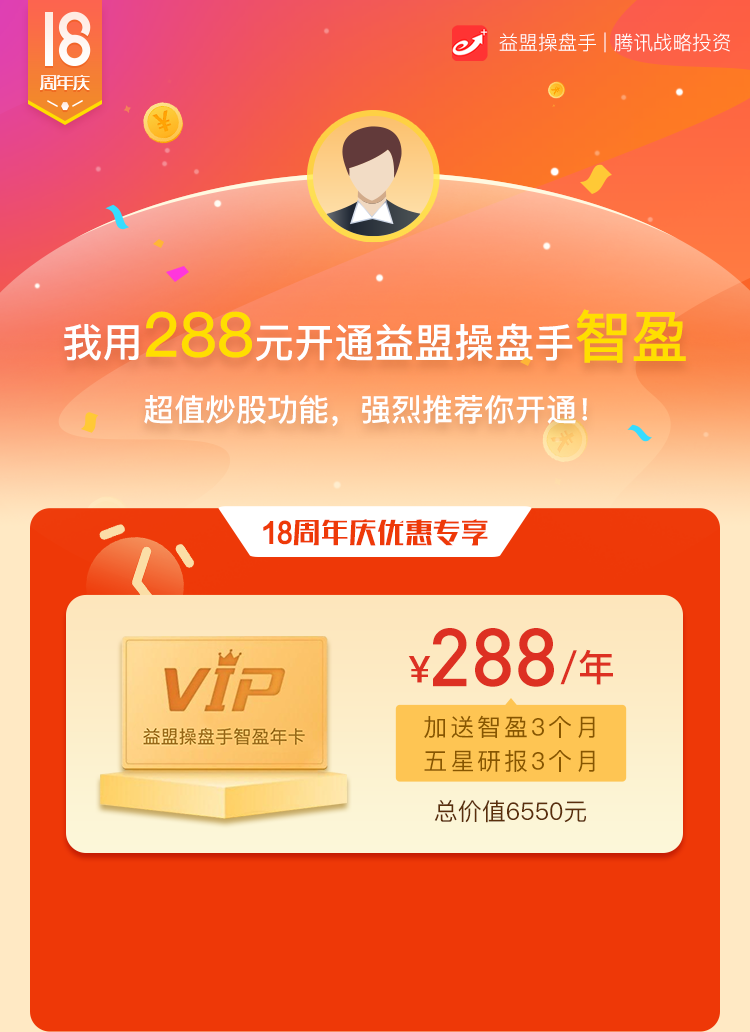 18
周年庆
益盟操盘手 | 腾讯战略投资
我用288元开通益盟操盘手智盈
超值炒股功能，强烈推荐你开通！
18周年庆优惠专享
VIP
益盟操盘手智盈年卡
¥288/年
加送智盈3个月
五星研报3个月
总价值6550元